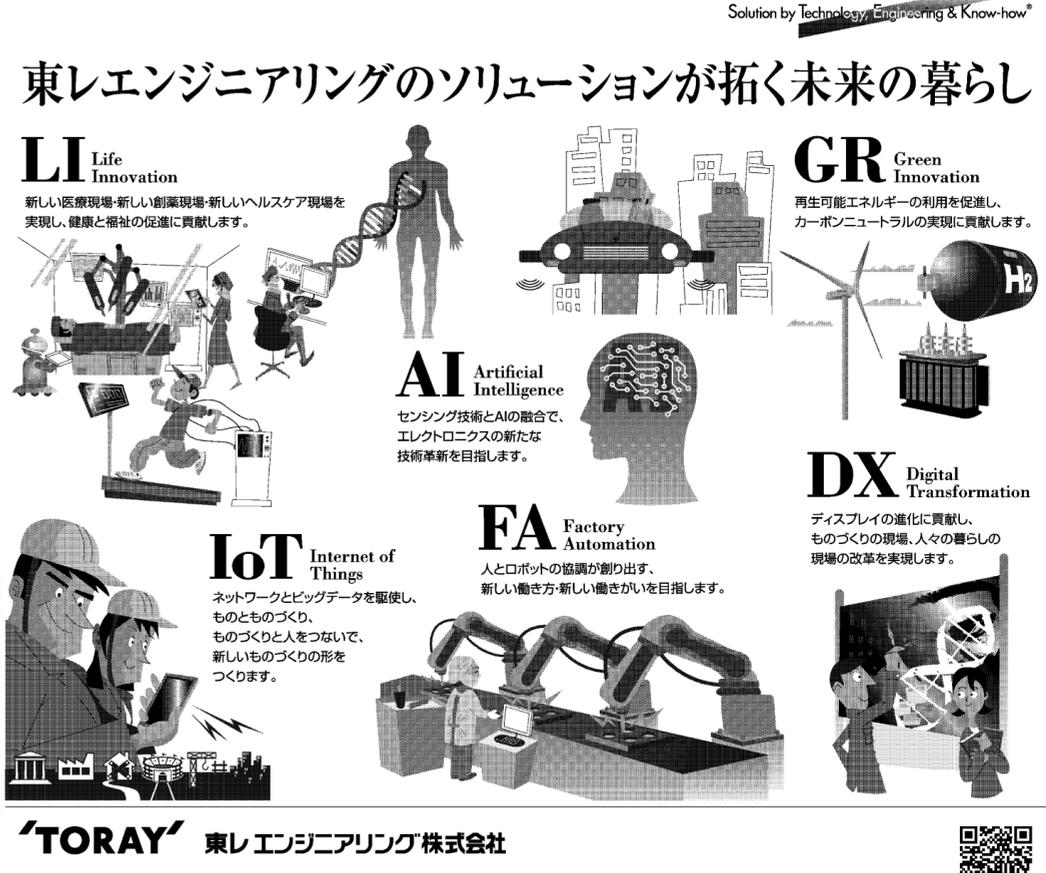 Solution by Technology, Engineering & Know-how®
東レエンジニアリングのソリューションが拓く未来の暮らし
LI Life
Innovation
新しい医療現場・新しい創薬現場・新しいヘルスケア現場を
実現し、健康と福祉の促進に貢献します。
GR Green
Innovation
再生可能エネルギーの利用を促進し、
カーボンニュートラルの実現に貢献します。
H2
AI Artificial
Intelligence
センシング技術とAIの融合で、
エレクトロニクスの新たな
技術革新を目指します。
DX Digital
Transformation
ディスプレイの進化に貢献し、
ものづくりの現場、人々の暮らしの
現場の改革を実現します。
IoT Internet of
Things
ネットワークとビッグデータを駆使し、
ものとものづくり、
ものづくりと人をつないで、
新しいものづくりの形を
つくります。
FA Factory
Automation
人とロボットの協調が創り出す、
新しい働き方・新しい働きがいを目指します。
'TORAY' 東レ エンジニアリング株式会社